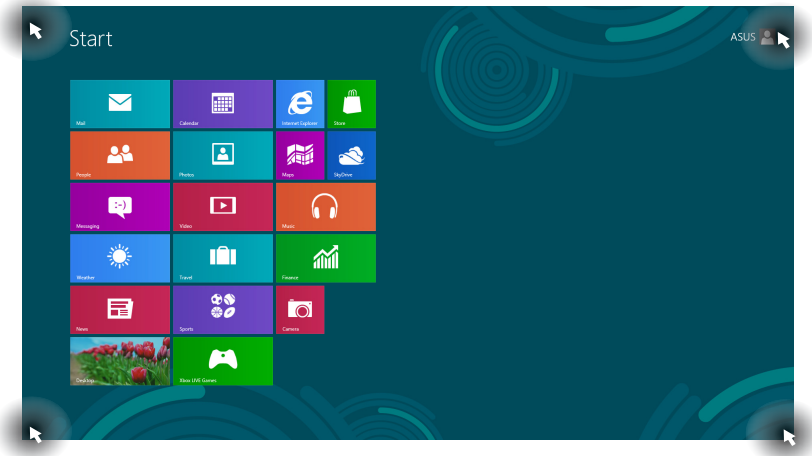 Start
ASUS
Mail
Calendar
Internet Explorer
Store
People
Photos
Maps
SkyDrive
Messaging
:-)
Video
Music
Weather
Travel
Finance
News
Sports
Camera
Desktop
Xbox LIVE Games